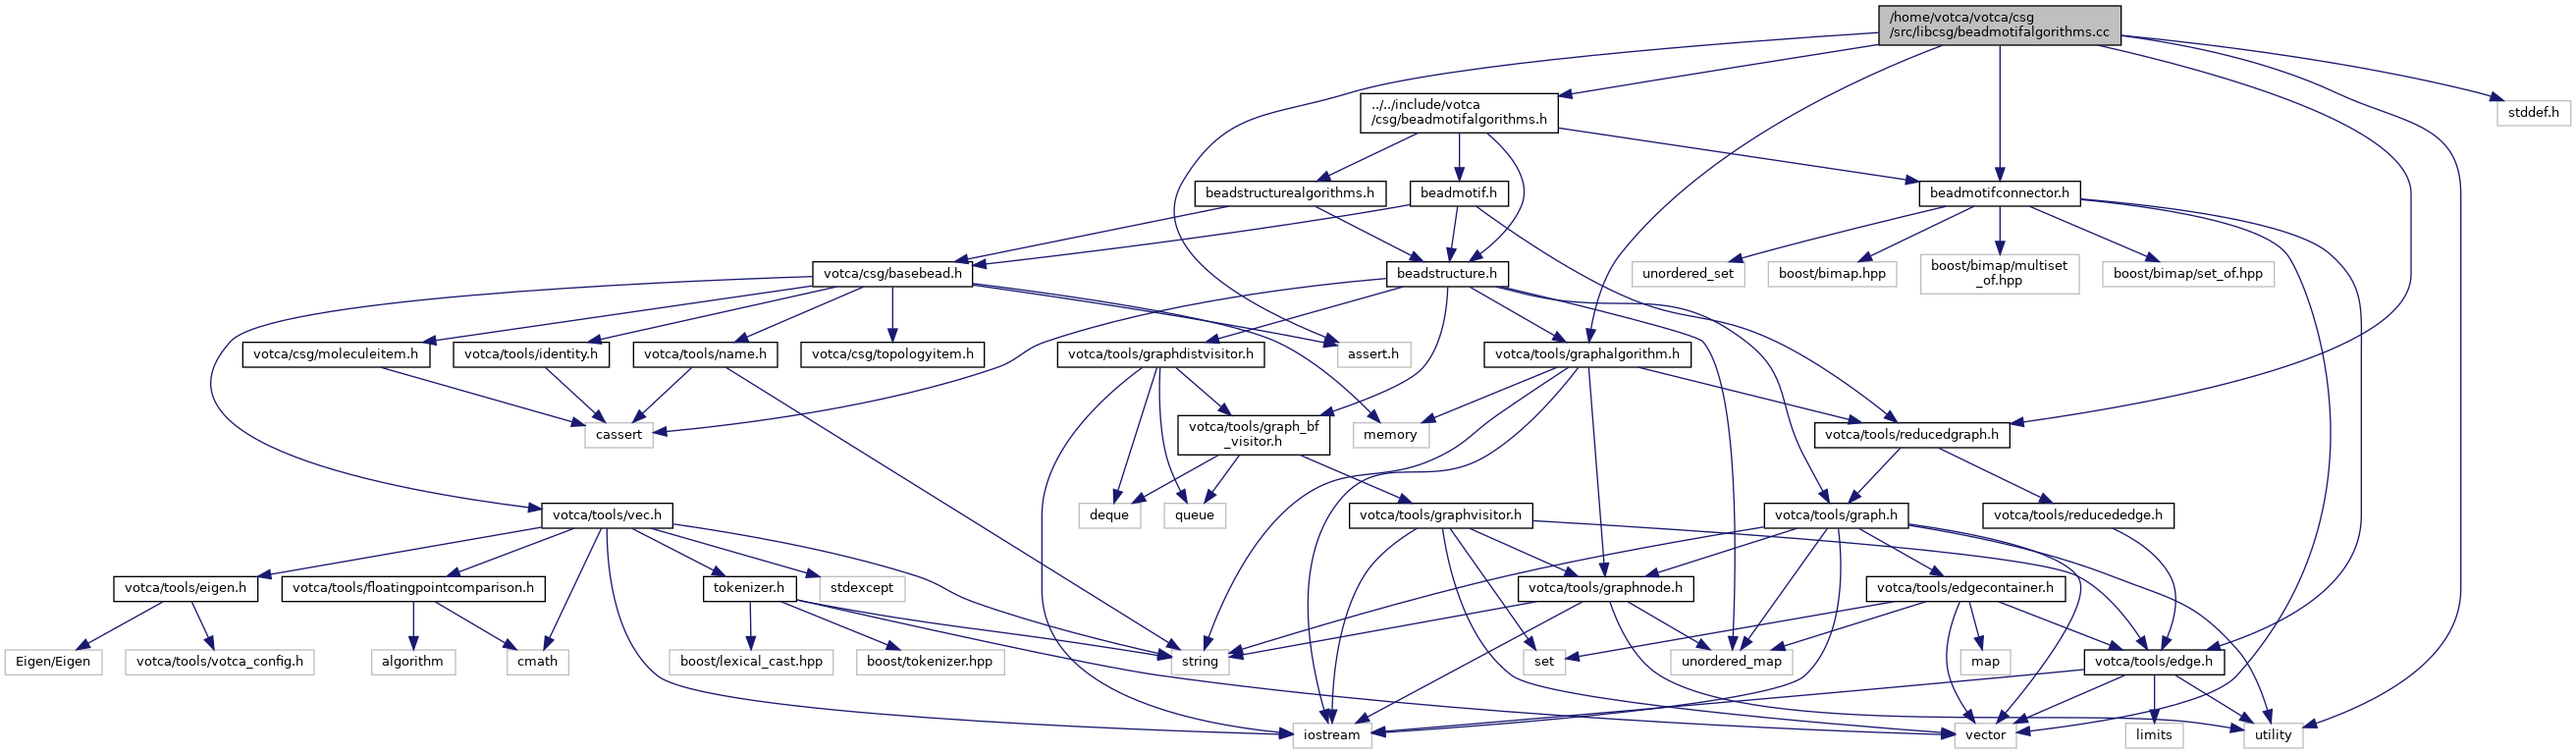 /home/votca/votca/csg
/src/libcsg/beadmotifalgorithms.cc
../../include/votca
/csg/beadmotifalgorithms.h
stddef.h
beadstructurealgorithms.h
beadmotif.h
beadmotifconnector.h
votca/csg/basebead.h
beadstructure.h
unordered_set
boost/bimap.hpp
boost/bimap/multiset
_of.hpp
boost/bimap/set_of.hpp
votca/csg/moleculeitem.h
votca/tools/identity.h
votca/tools/name.h
votca/csg/topologyitem.h
votca/tools/graphdistvisitor.h
assert.h
votca/tools/graphalgorithm.h
cassert
votca/tools/graph_bf
_visitor.h
memory
votca/tools/reducedgraph.h
votca/tools/vec.h
deque
queue
votca/tools/graphvisitor.h
votca/tools/graph.h
votca/tools/reducededge.h
votca/tools/eigen.h
votca/tools/floatingpointcomparison.h
tokenizer.h
stdexcept
votca/tools/graphnode.h
votca/tools/edgecontainer.h
Eigen/Eigen
votca/tools/votca_config.h
algorithm
cmath
boost/lexical_cast.hpp
boost/tokenizer.hpp
string
set
unordered_map
map
votca/tools/edge.h
iostream
vector
limits
utility